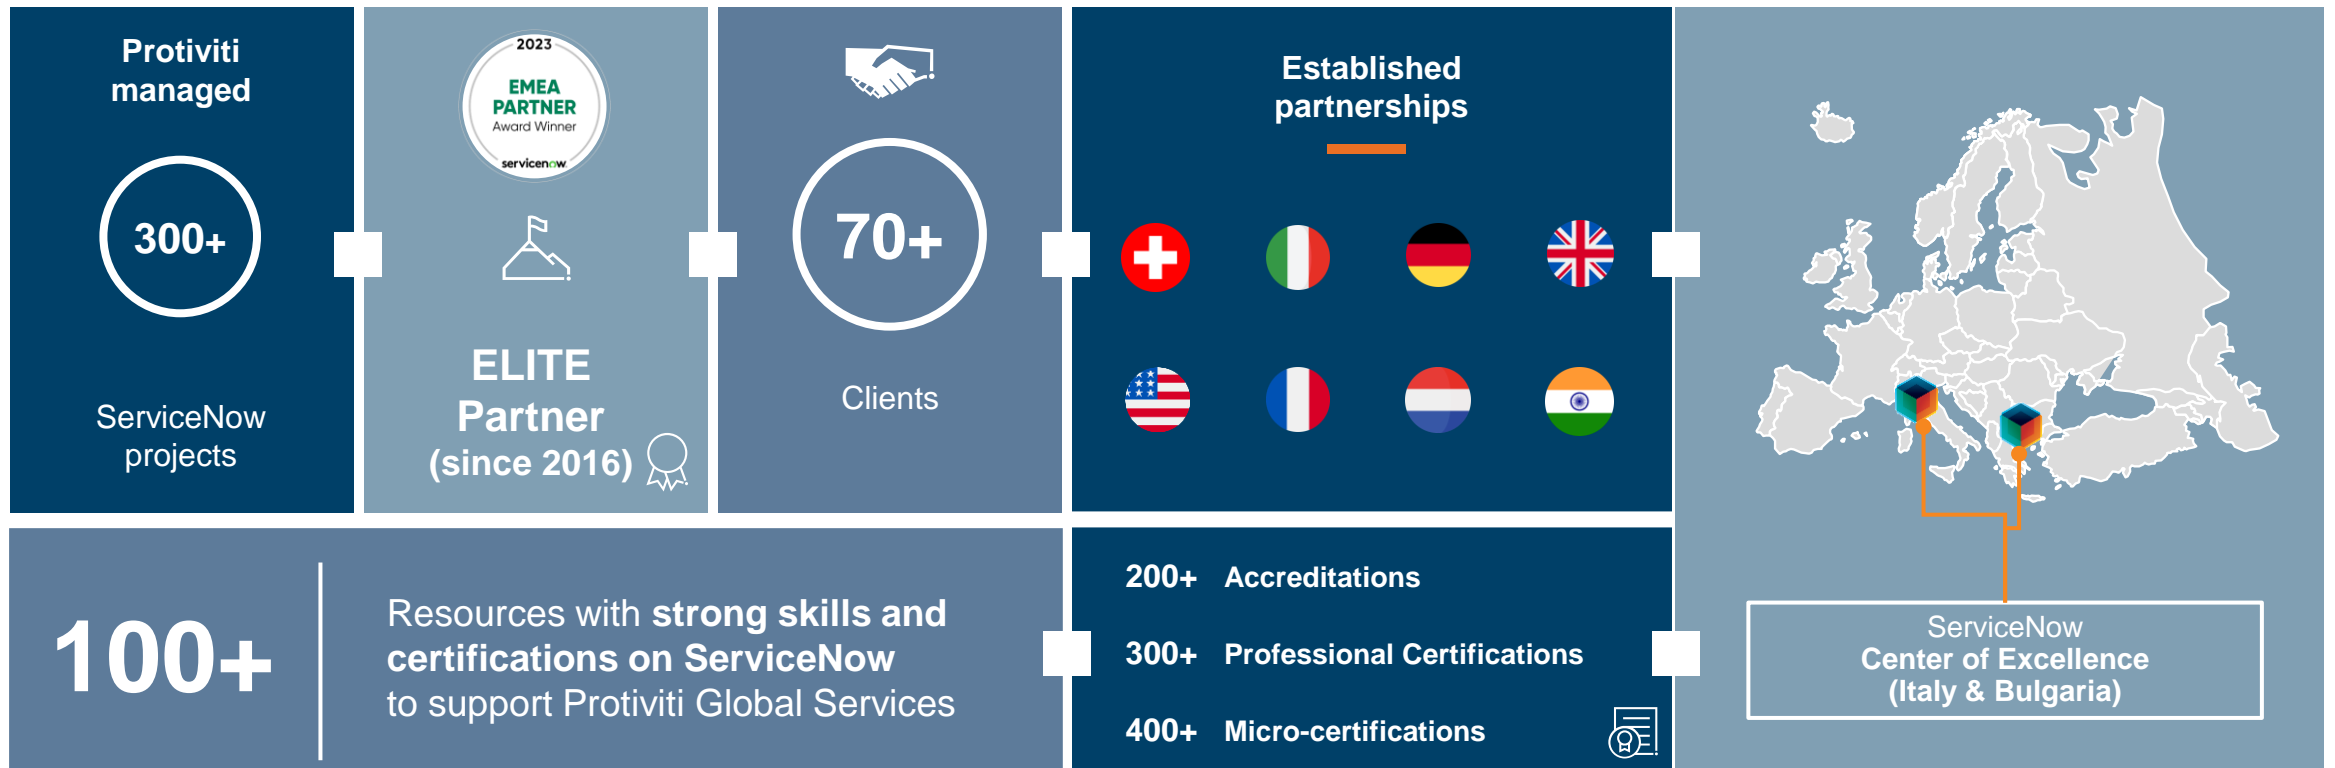 Protiviti
managed
300+
ServiceNow
projects
2023
EMEA
PARTNER
Award Winner
servicenow
ELITE
Partner
(since 2016)
70+
Clients
Established
partnerships
100+
Resources with strong skills and
certifications on ServiceNow
to support Protiviti Global Services
200+ Accreditations
300+ Professional Certifications
400+ Micro-certifications
ServiceNow
Center of Excellence
(Italy & Bulgaria)